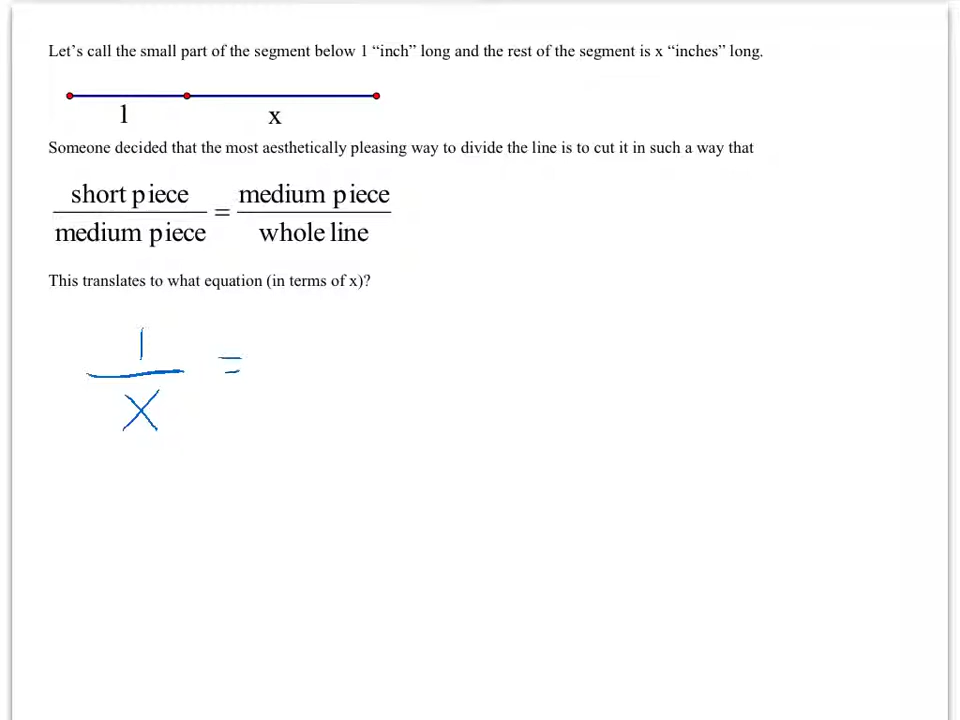 Let’s call the small part of the segment below 1 “inch” long and the rest of the segment is x “inches” long.
1 x
Someone decided that the most aesthetically pleasing way to divide the line is to cut it in such a way that
short piece / medium piece = medium piece / whole line
This translates to what equation (in terms of x)?
1 / x =